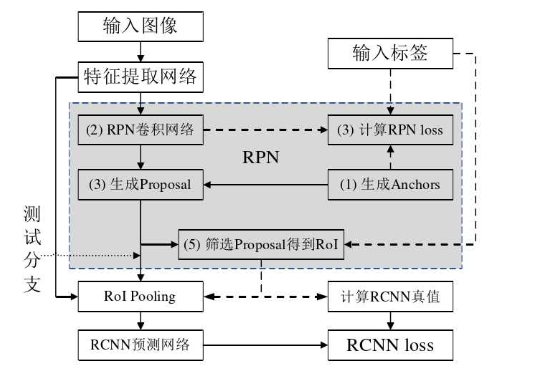 输入图像
输入标签
特征提取网络
(2) RPN卷积网络
(3) 计算RPN loss
RPN
(3) 生成Proposal
(1) 生成Anchors
测试分支
(5) 筛选Proposal得到RoI
RoI Pooling
计算RCNN真值
RCNN预测网络
RCNN loss